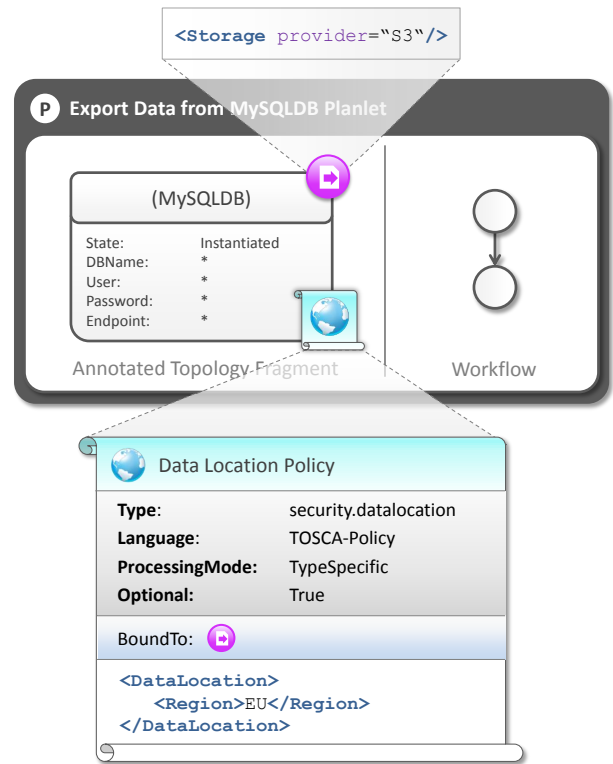 <Storage provider=“S3“/>
P Export Data from MySQLDB Planlet
(MySQLDB)
State: Instantiated
DBName: *
User: *
Password: *
Endpoint: *
Annotated Topology Fragment
Workflow
Data Location Policy
Type: security.datalocation
Language: TOSCA-Policy
ProcessingMode: TypeSpecific
Optional: True
BoundTo:
<DataLocation>
<Region>EU</Region>
</DataLocation>